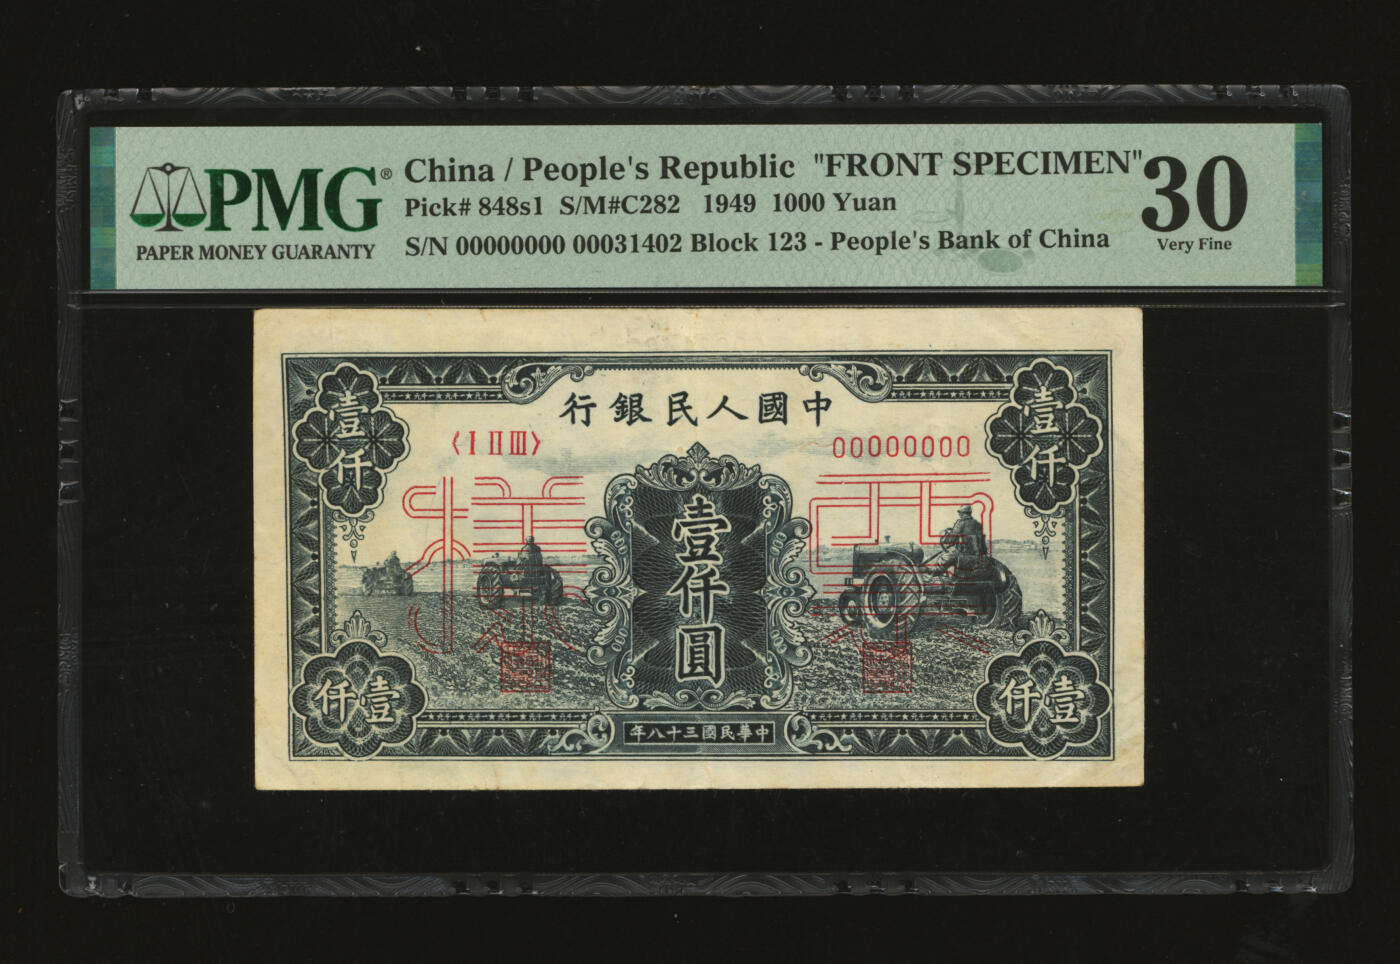 PMG®
PAPER MONEY GUARANTY
China / People's Republic "FRONT SPECIMEN"
Pick# 848s1 S/M#C282 1949 1000 Yuan
S/N 00000000 00031402 Block 123 - People's Bank of China
30
Very Fine
行銀民人國中
〈I II III〉
00000000
壹仟
壹仟
樣
票
壹仟圓
仟壹
仟壹
年八十三國民華中